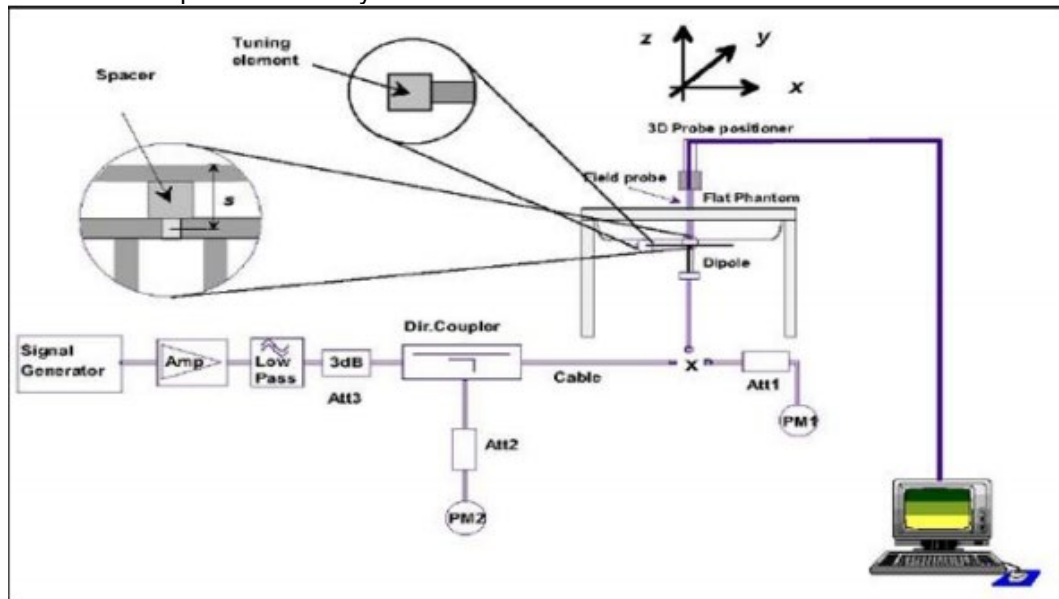 Tuning
element
Spacer
s
z
y
x
3D Probe positioner
Field probe
Flat Phantom
Dipole
Signal
Generator
Amp
Low
Pass
3dB
Att3
Dir.Coupler
Cable
x
Att1
PM1
Att2
PM2